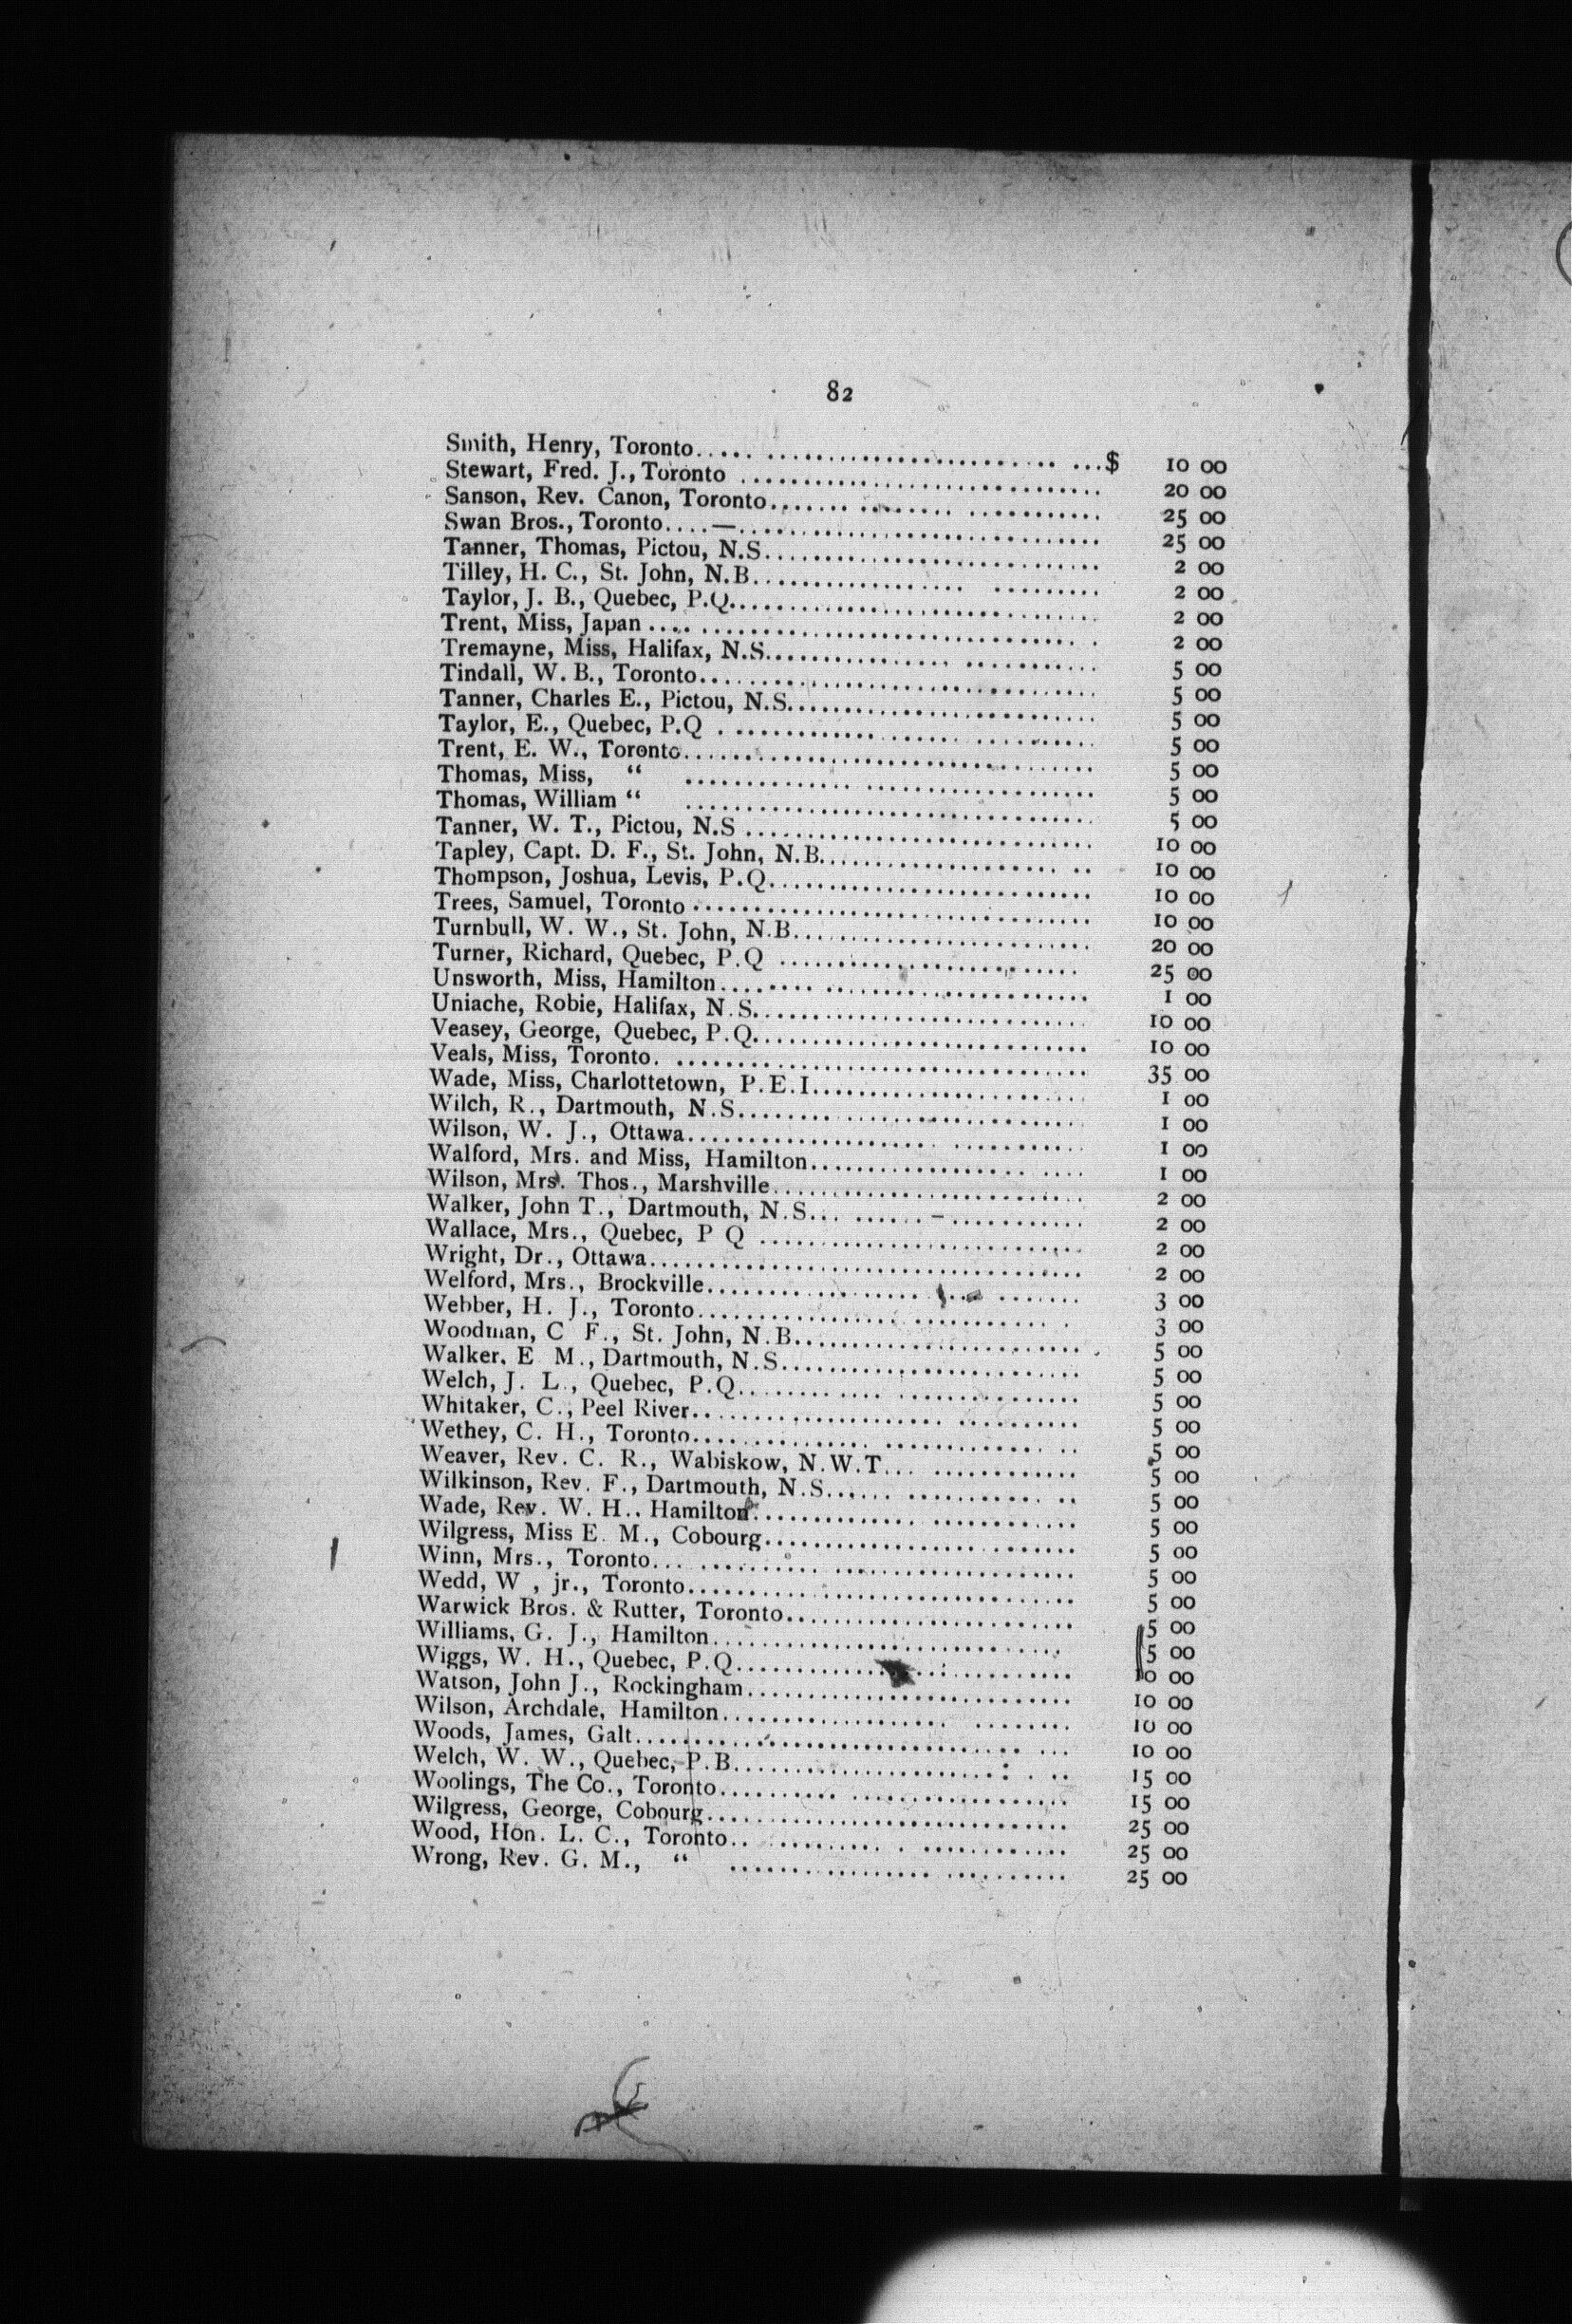 82
Smith, Henry, Toronto.....$ 10 00
Stewart, Fred. J., Toronto ..... 20 00
Sanson, Rev. Canon, Toronto..... 25 00
Swan Bros., Toronto....—..... 25 00
Tanner, Thomas, Pictou, N.S..... 2 00
Tilley, H. C., St. John, N.B..... 2 00
Taylor, J. B., Quebec, P.Q..... 2 00
Trent, Miss, Japan ..... 2 00
Tremayne, Miss, Halifax, N.S..... 5 00
Tindall, W. B., Toronto..... 5 00
Tanner, Charles E., Pictou, N.S..... 5 00
Taylor, E., Quebec, P.Q ..... 5 00
Trent, E. W., Toronto..... 5 00
Thomas, Miss, “ ..... 5 00
Thomas, William “ ..... 5 00
Tanner, W. T., Pictou, N.S ..... 10 00
Tapley, Capt. D. F., St. John, N.B..... 10 00
Thompson, Joshua, Levis, P.Q..... 10 00
Trees, Samuel, Toronto ..... 10 00
Turnbull, W. W., St. John, N.B..... 20 00
Turner, Richard, Quebec, P.Q ..... 25 00
Unsworth, Miss, Hamilton..... 1 00
Uniache, Robie, Halifax, N.S..... 10 00
Veasey, George, Quebec, P.Q..... 10 00
Veals, Miss, Toronto. ..... 35 00
Wade, Miss, Charlottetown, P.E.I..... 1 00
Wilch, R., Dartmouth, N.S..... 1 00
Wilson, W. J., Ottawa..... 1 00
Walford, Mrs. and Miss, Hamilton..... 1 00
Wilson, Mrs. Thos., Marshville..... 2 00
Walker, John T., Dartmouth, N.S..... 2 00
Wallace, Mrs., Quebec, P Q ..... 2 00
Wright, Dr., Ottawa..... 2 00
Welford, Mrs., Brockville..... 3 00
Webber, H. J., Toronto..... 3 00
Woodman, C F., St. John, N.B..... 5 00
Walker. E M., Dartmouth, N.S..... 5 00
Welch, J. L., Quebec, P.Q..... 5 00
Whitaker, C., Peel River..... 5 00
Wethey, C. H., Toronto..... 5 00
Weaver, Rev. C. R., Wabiskow, N.W.T..... 5 00
Wilkinson, Rev. F., Dartmouth, N.S..... 5 00
Wade, Rev. W. H.. Hamilton..... 5 00
Wilgress, Miss E. M., Cobourg..... 5 00
Winn, Mrs., Toronto..... 5 00
Wedd, W , jr., Toronto..... 5 00
Warwick Bros. & Rutter, Toronto..... 5 00
Williams, G. J., Hamilton..... 5 00
Wiggs, W. H., Quebec, P.Q..... 10 00
Watson, John J., Rockingham..... 10 00
Wilson, Archdale, Hamilton..... 10 00
Woods, James, Galt..... 10 00
Welch, W. W., Quebec, P.B..... 15 00
Woolings, The Co., Toronto..... 15 00
Wilgress, George, Cobourg..... 25 00
Wood, Hon. L. C., Toronto..... 25 00
Wrong, Rev. G. M., “ ..... 25 00